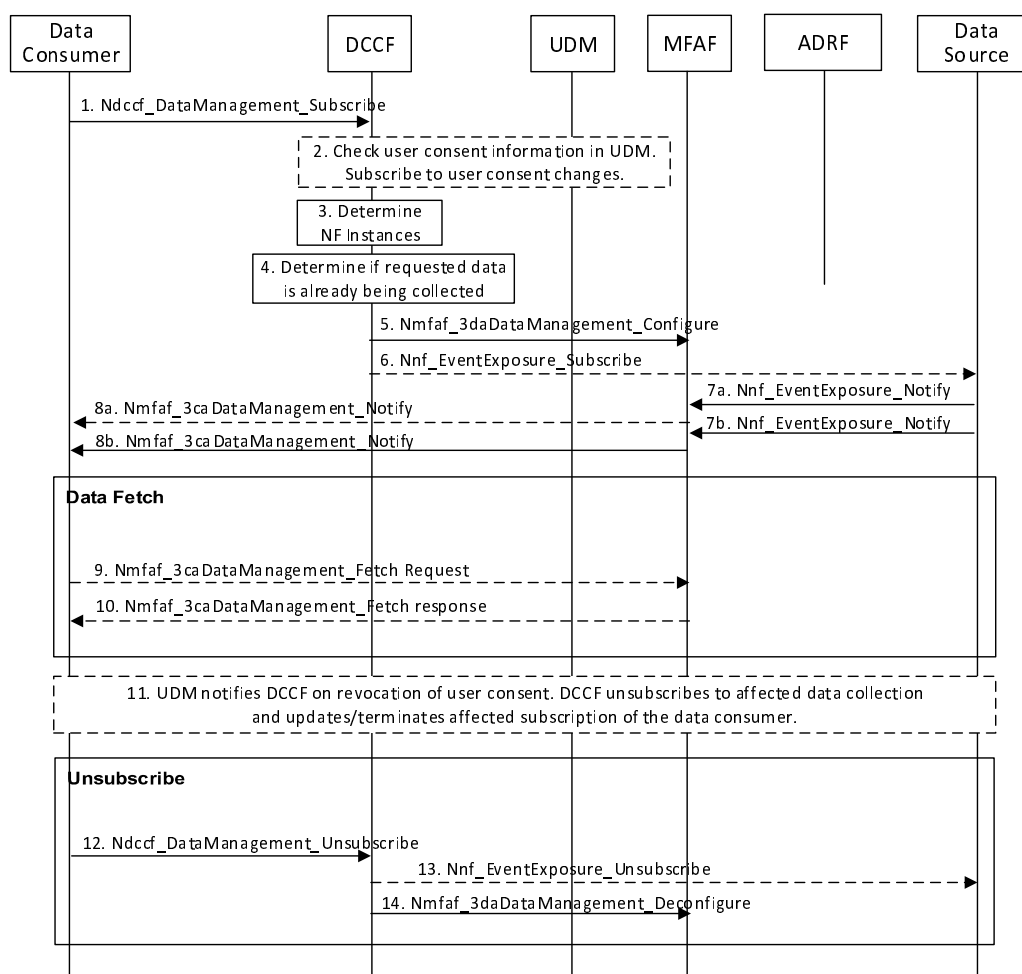 Data
Consumer
DCCF
UDM
MFAF
ADRF
Data
Source
1. Ndccf_DataManagement_Subscribe
2. Check user consent information in UDM.
Subscribe to user consent changes.
3. Determine
NF Instances
4. Determine if requested data
is already being collected
5. Nmfaf_3daDataManagement_Configure
6. Nnf_EventExposure_Subscribe
7a. Nnf_EventExposure_Notify
8a. Nmfaf_3caDataManagement_Notify
7b. Nnf_EventExposure_Notify
8b. Nmfaf_3caDataManagement_Notify
Data Fetch
9. Nmfaf_3caDataManagement_Fetch Request
10. Nmfaf_3caDataManagement_Fetch response
11. UDM notifies DCCF on revocation of user consent. DCCF unsubscribes to affected data collection
and updates/terminates affected subscription of the data consumer.
Unsubscribe
12. Ndccf_DataManagement_Unsubscribe
13. Nnf_EventExposure_Unsubscribe
14. Nmfaf_3daDataManagement_Deconfigure